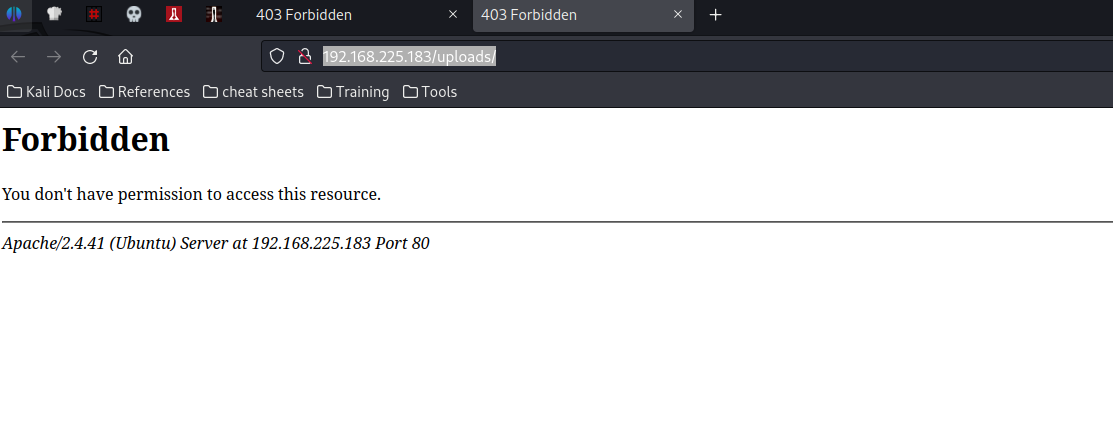 403 Forbidden 403 Forbidden
192.168.225.183/uploads/
Kali Docs References cheat sheets Training Tools
Forbidden
You don't have permission to access this resource.
Apache/2.4.41 (Ubuntu) Server at 192.168.225.183 Port 80